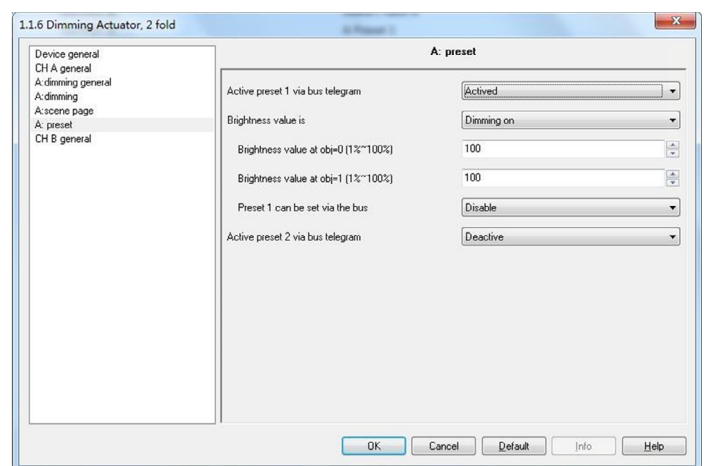 1.1.6 Dimming Actuator, 2 fold
Device general
CH A general
A:dimming general
A:dimming
A:scene page
A: preset
CH B general
A: preset
Active preset 1 via bus telegram Actived
Brightness value is Dimming on
Brightness value at obj=0 (1%~100%) 100
Brightness value at obj=1 (1%~100%) 100
Preset 1 can be set via the bus Disable
Active preset 2 via bus telegram Deactive
OK Cancel Default Info Help